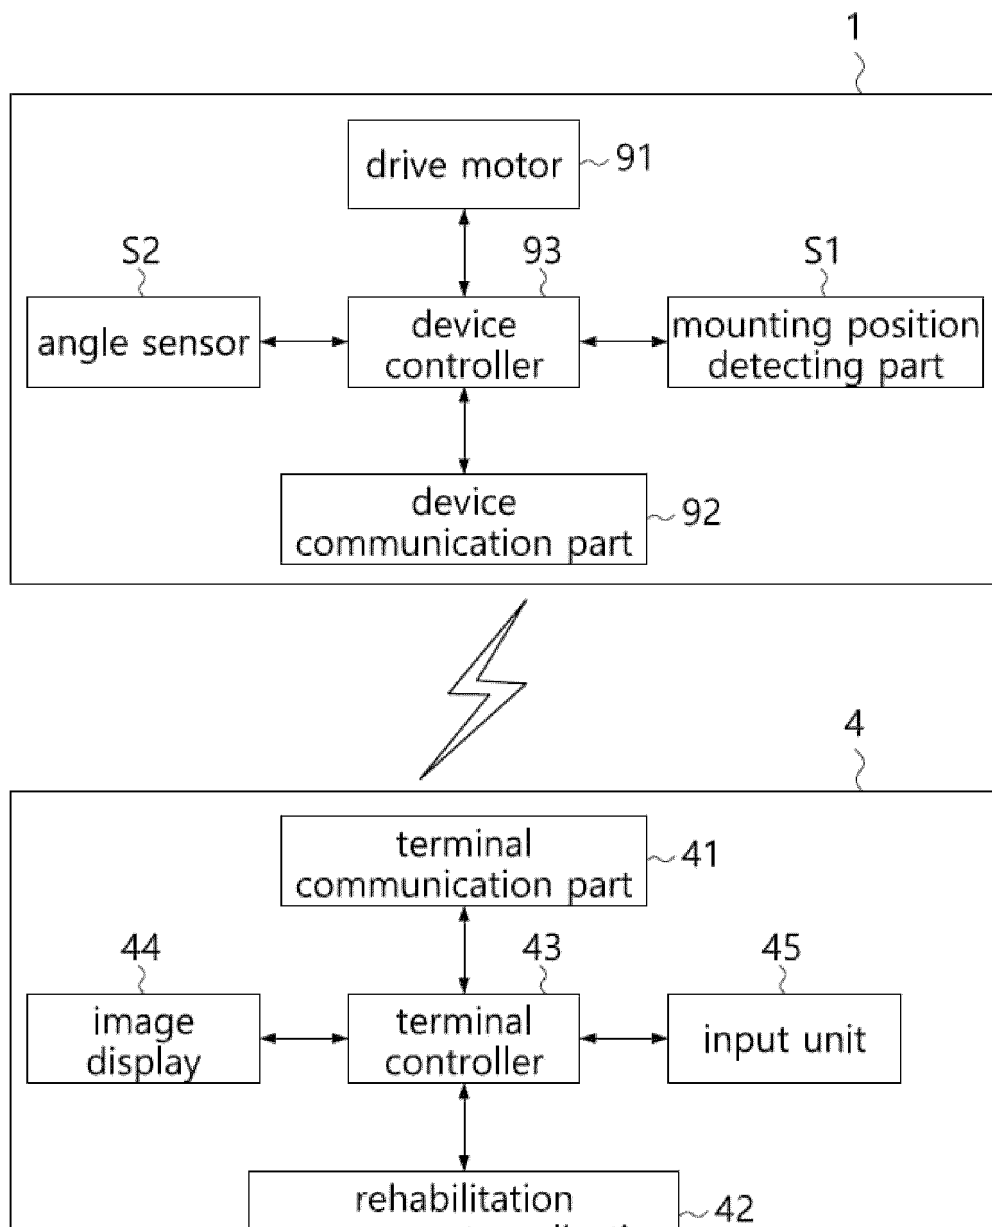 1
drive motor
91
S2
93
S1
angle sensor
device
controller
mounting position
detecting part
device
communication part
92
4
terminal
communication part
41
44
43
45
image
display
terminal
controller
input unit
rehabilitation
42